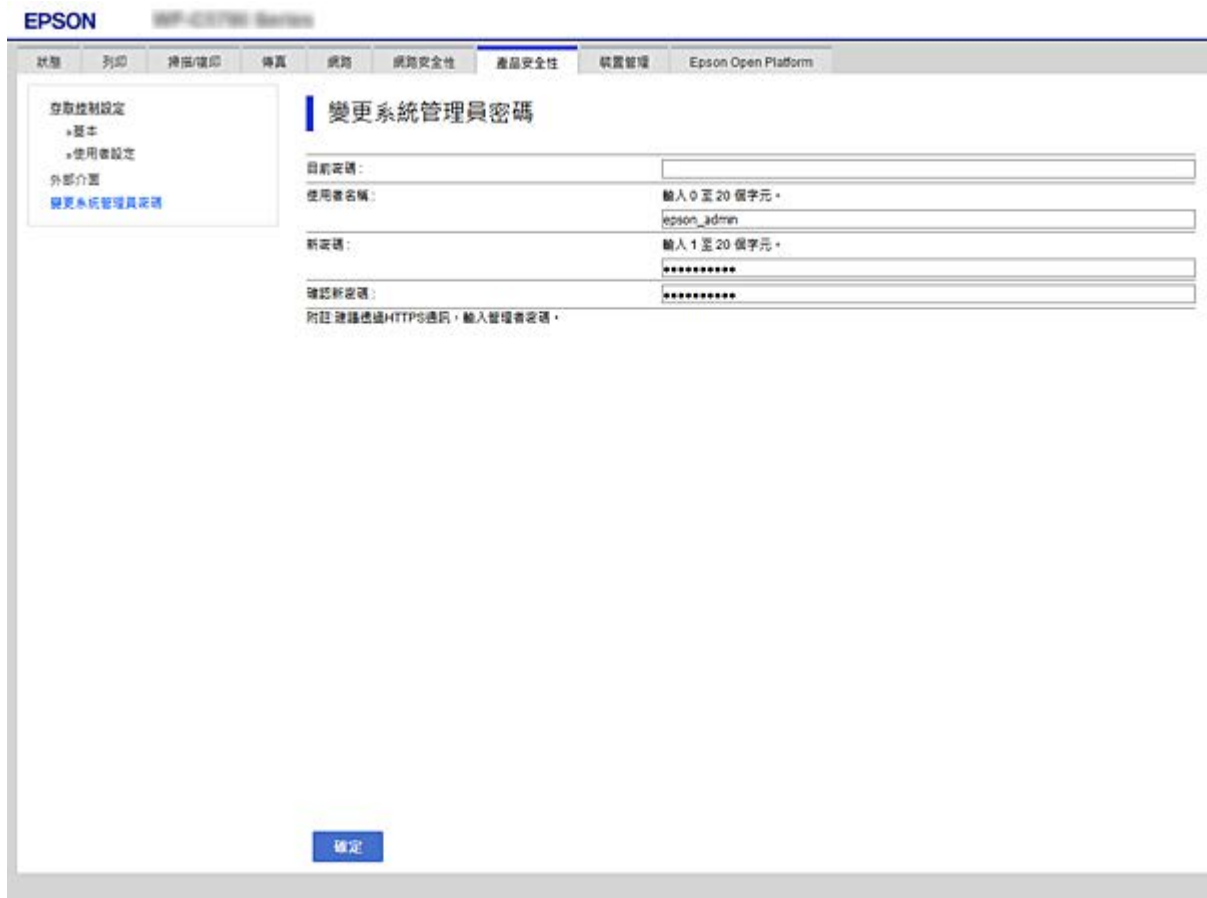 EPSON
狀態 列印 掃描/複印 傳真 網路 網路安全性 產品安全性 裝置管理 Epson Open Platform
存取控制設定
»基本
»使用者設定
外部介面
變更系統管理員密碼
變更系統管理員密碼
目前密碼 :
使用者名稱 : 輸入 0 至 20 個字元。
epson_admin
新密碼 : 輸入 1 至 20 個字元。
••••••••••
確認新密碼 : ••••••••••
附註:建議透過HTTPS通訊，輸入管理者密碼。
確定